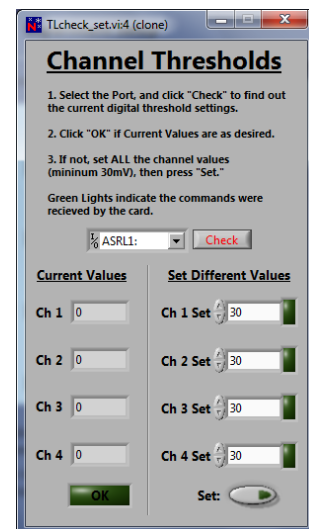 TLcheck_set.vi:4 (clone)
Channel Thresholds
1. Select the Port, and click "Check" to find out
the current digital threshold settings.
2. Click "OK" if Current Values are as desired.
3. If not, set ALL the channel values
(mininum 30mV), then press "Set."
Green Lights indicate the commands were
recieved by the card.
I/O ASRL1: Check
Current Values Set Different Values
Ch 1 0 Ch 1 Set 30
Ch 2 0 Ch 2 Set 30
Ch 3 0 Ch 3 Set 30
Ch 4 0 Ch 4 Set 30
OK Set: